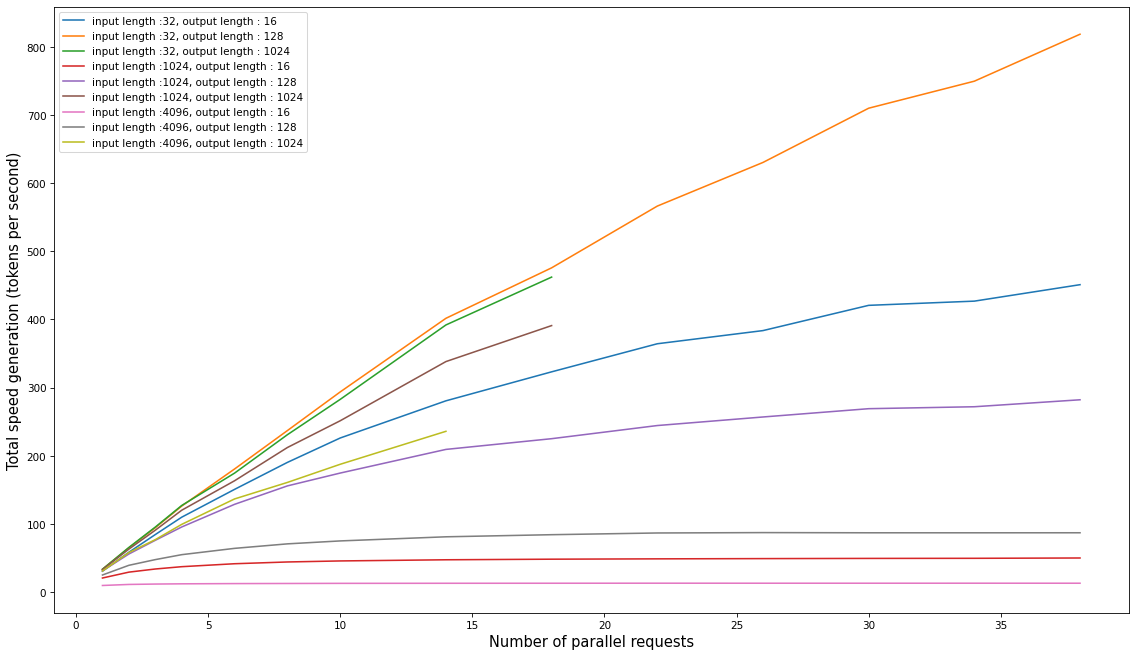 input length :32, output length : 16
input length :32, output length : 128
input length :32, output length : 1024
input length :1024, output length : 16
input length :1024, output length : 128
input length :1024, output length : 1024
input length :4096, output length : 16
input length :4096, output length : 128
input length :4096, output length : 1024
Total speed generation (tokens per second)
800
700
600
500
400
300
200
100
0
0 5 10 15 20 25 30 35
Number of parallel requests